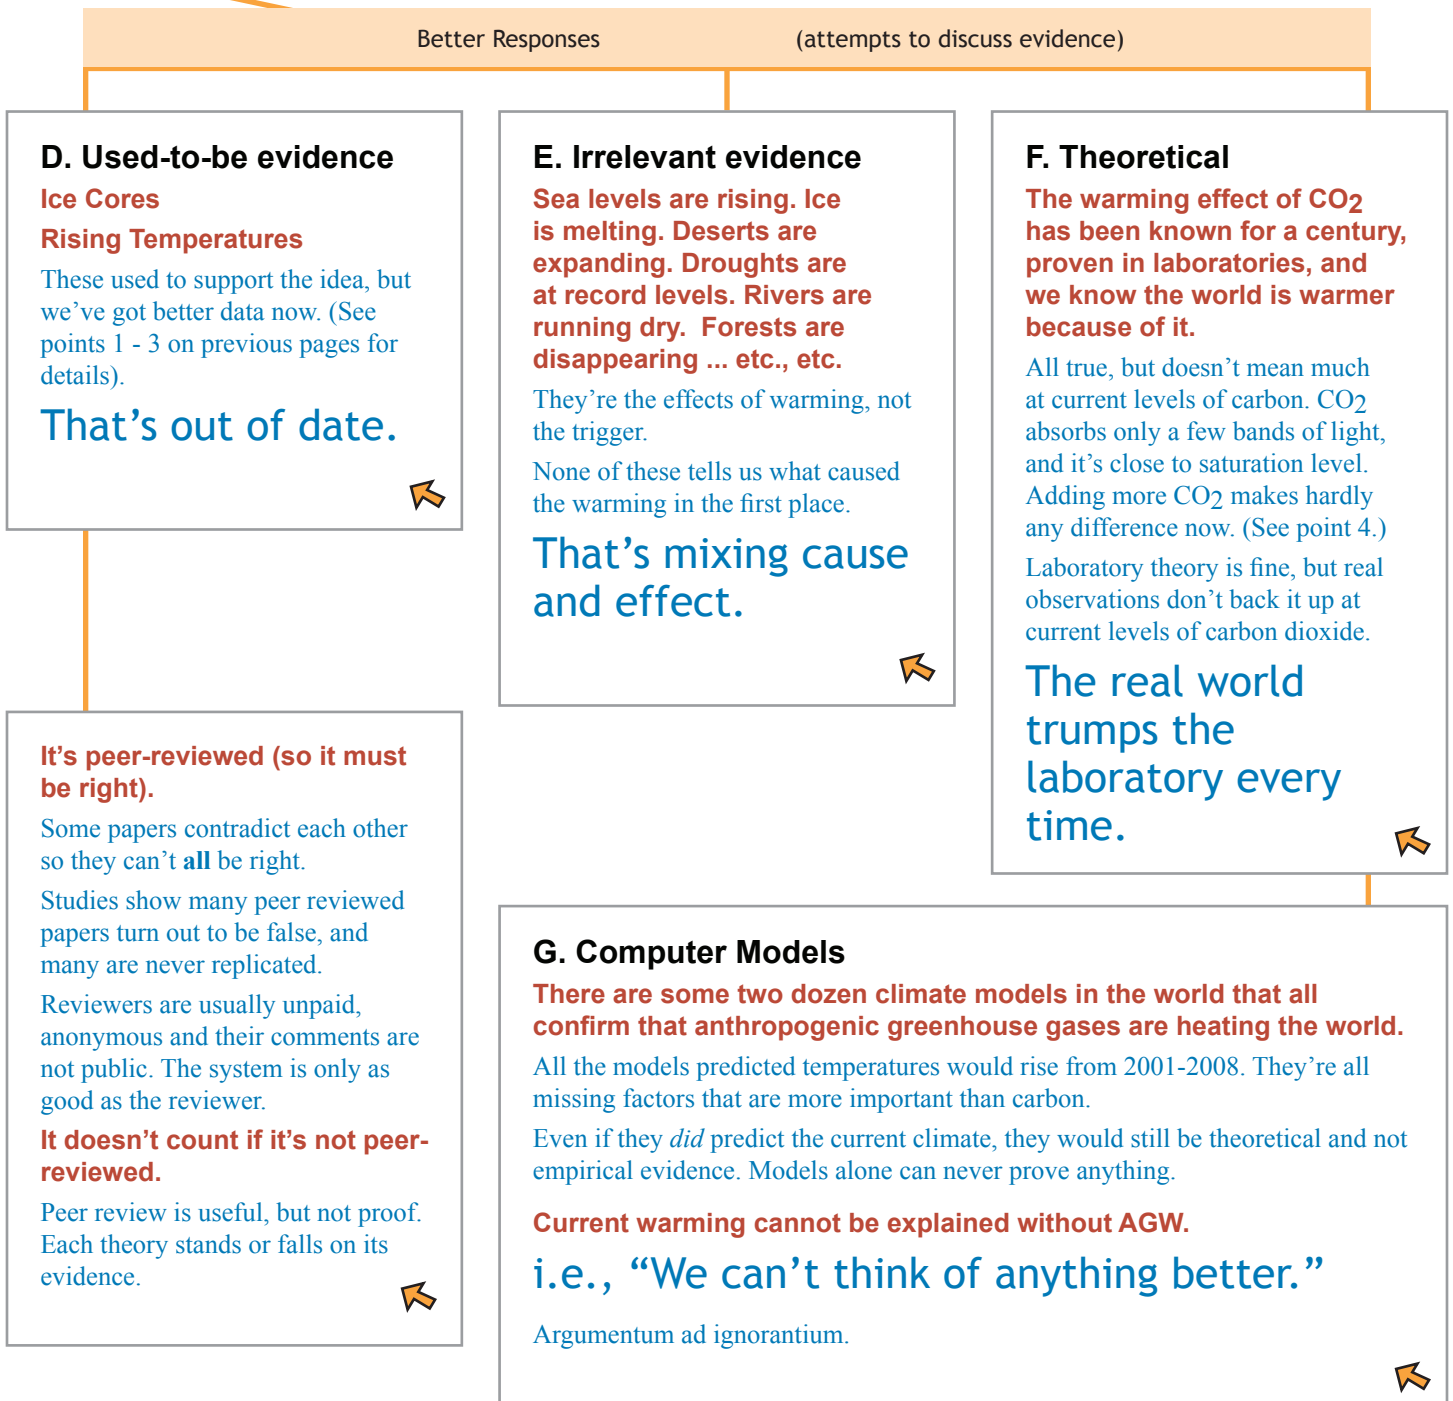 Better Responses (attempts to discuss evidence)
D. Used-to-be evidence
Ice Cores
Rising Temperatures
These used to support the idea, but
we’ve got better data now. (See
points 1 - 3 on previous pages for
details).
That’s out of date.
It’s peer-reviewed (so it must
be right).
Some papers contradict each other
so they can’t all be right.
Studies show many peer reviewed
papers turn out to be false, and
many are never replicated.
Reviewers are usually unpaid,
anonymous and their comments are
not public. The system is only as
good as the reviewer.
It doesn’t count if it’s not peer-
reviewed.
Peer review is useful, but not proof.
Each theory stands or falls on its
evidence.
E. Irrelevant evidence
Sea levels are rising. Ice
is melting. Deserts are
expanding. Droughts are
at record levels. Rivers are
running dry.  Forests are
disappearing ... etc., etc.
They’re the effects of warming, not
the trigger.
None of these tells us what caused
the warming in the first place.
That’s mixing cause
and effect.
F. Theoretical
The warming effect of CO2
has been known for a century,
proven in laboratories, and
we know the world is warmer
because of it.
All true, but doesn’t mean much
at current levels of carbon. CO2
absorbs only a few bands of light,
and it’s close to saturation level.
Adding more CO2 makes hardly
any difference now. (See point 4.)
Laboratory theory is fine, but real
observations don’t back it up at
current levels of carbon dioxide.
The real world
trumps the
laboratory every
time.
G. Computer Models
There are some two dozen climate models in the world that all
confirm that anthropogenic greenhouse gases are heating the world.
All the models predicted temperatures would rise from 2001-2008. They’re all
missing factors that are more important than carbon.
Even if they did predict the current climate, they would still be theoretical and not
empirical evidence. Models alone can never prove anything.
Current warming cannot be explained without AGW.
i.e., “We can’t think of anything better.”
Argumentum ad ignorantium.